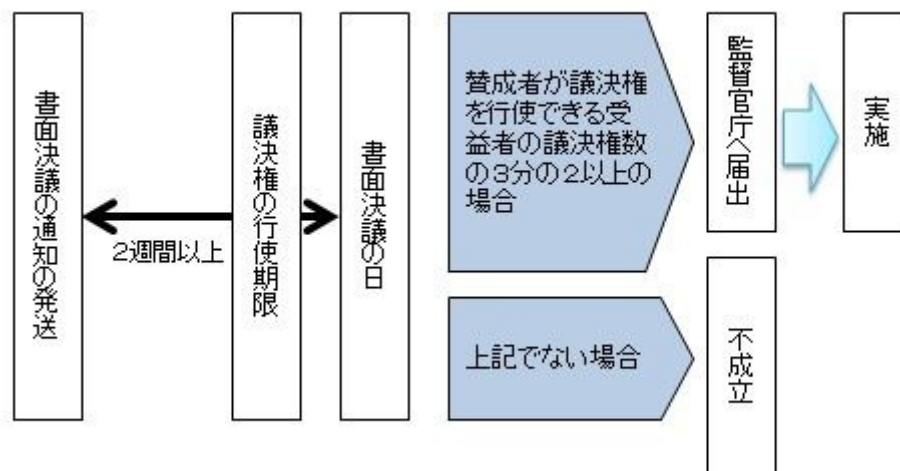 書面決議の通知の発送
2週間以上
議決権の行使期限
書面決議の日
賛成者が議決権
を行使できる受
益者の議決権数
の3分の2以上の
場合
監督官庁へ届出
実施
上記でない場合
不成立